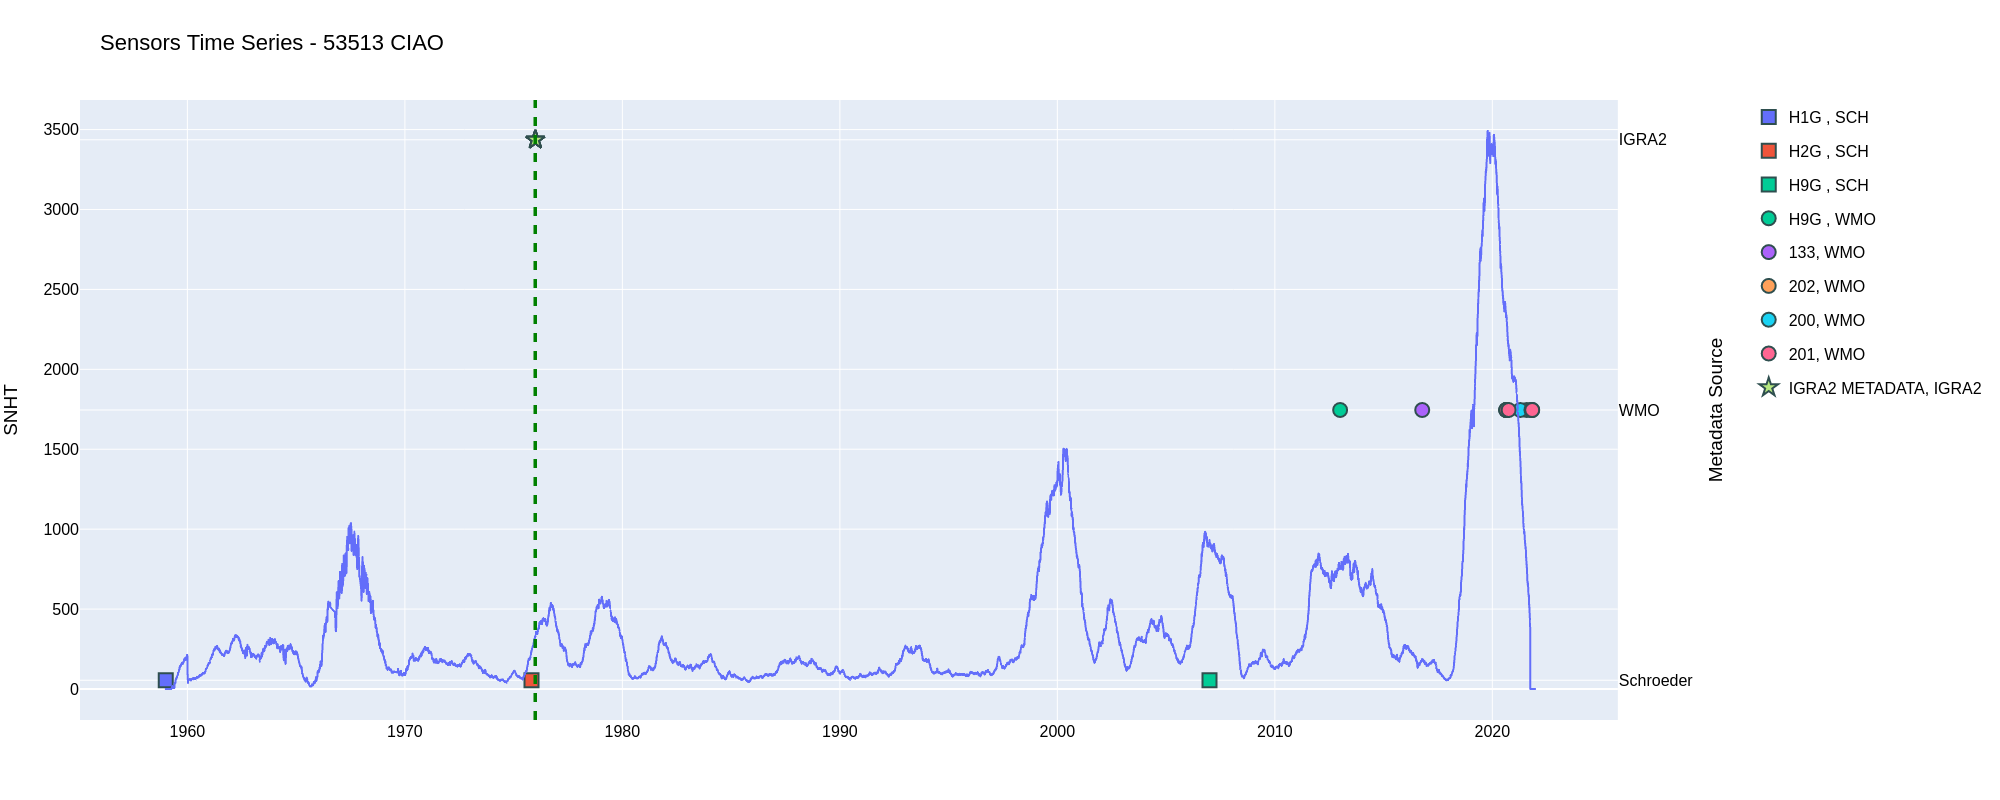 Sensors Time Series - 53513 CIAO
SNHT
3500
3000
2500
2000
1500
1000
500
0
1960
1970
1980
1990
2000
2010
2020
IGRA2
WMO
Schroeder
Metadata Source
H1G , SCH
H2G , SCH
H9G , SCH
H9G , WMO
133, WMO
202, WMO
200, WMO
201, WMO
IGRA2 METADATA, IGRA2